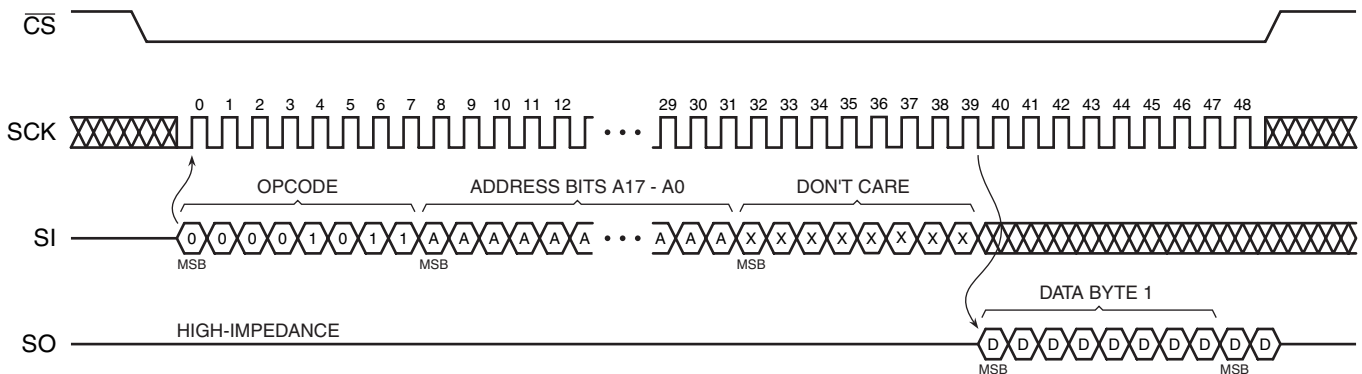 CS
0 1 2 3 4 5 6 7 8 9 10 11 12 29 30 31 32 33 34 35 36 37 38 39 40 41 42 43 44 45 46 47 48
SCK • • •
OPCODE ADDRESS BITS A17 - A0 DON'T CARE
SI 0 0 0 0 1 0 1 1 A A A A A A • • • A A A X X X X X X X X
MSB MSB MSB
DATA BYTE 1
HIGH-IMPEDANCE
SO D D D D D D D D D D
MSB MSB